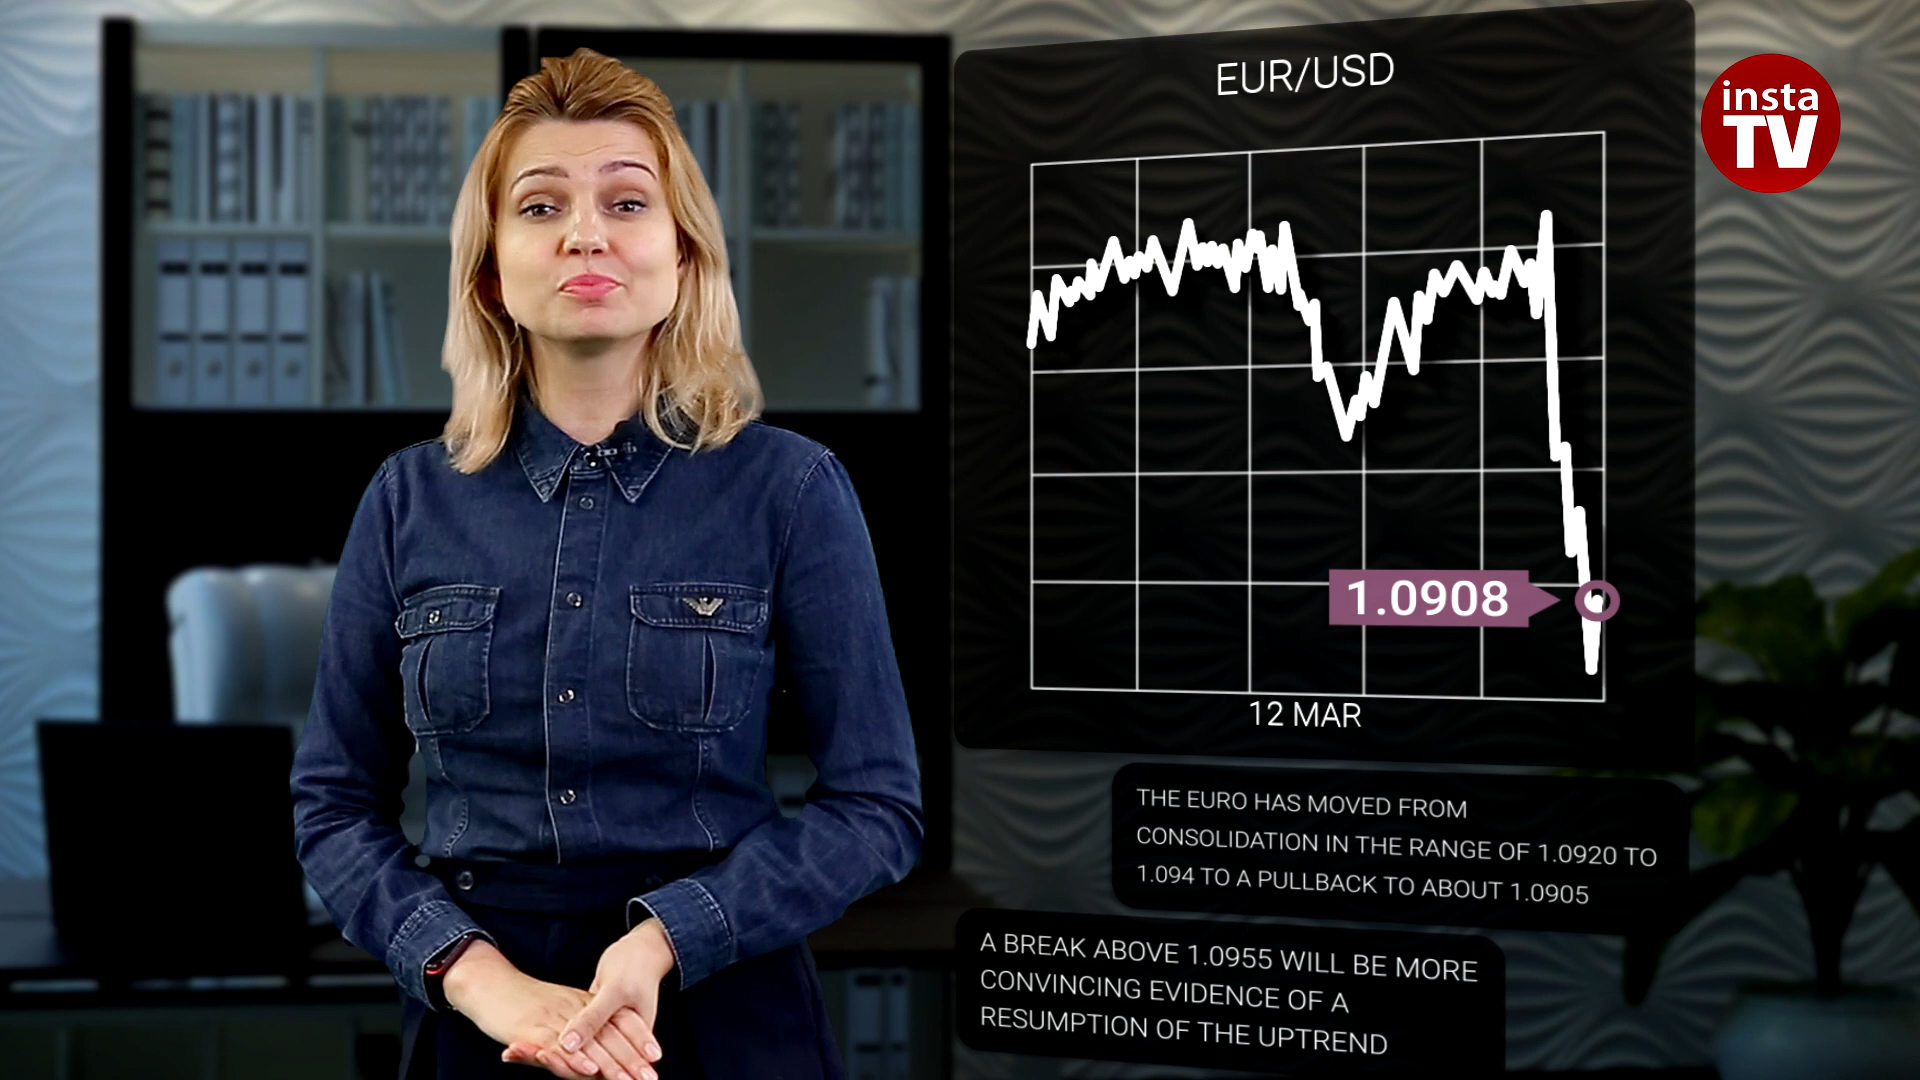 EUR/USD
insta
TV
1.0908
12 MAR
THE EURO HAS MOVED FROM
CONSOLIDATION IN THE RANGE OF 1.0920 TO
1.094 TO A PULLBACK TO ABOUT 1.0905
A BREAK ABOVE 1.0955 WILL BE MORE
CONVINCING EVIDENCE OF A
RESUMPTION OF THE UPTREND